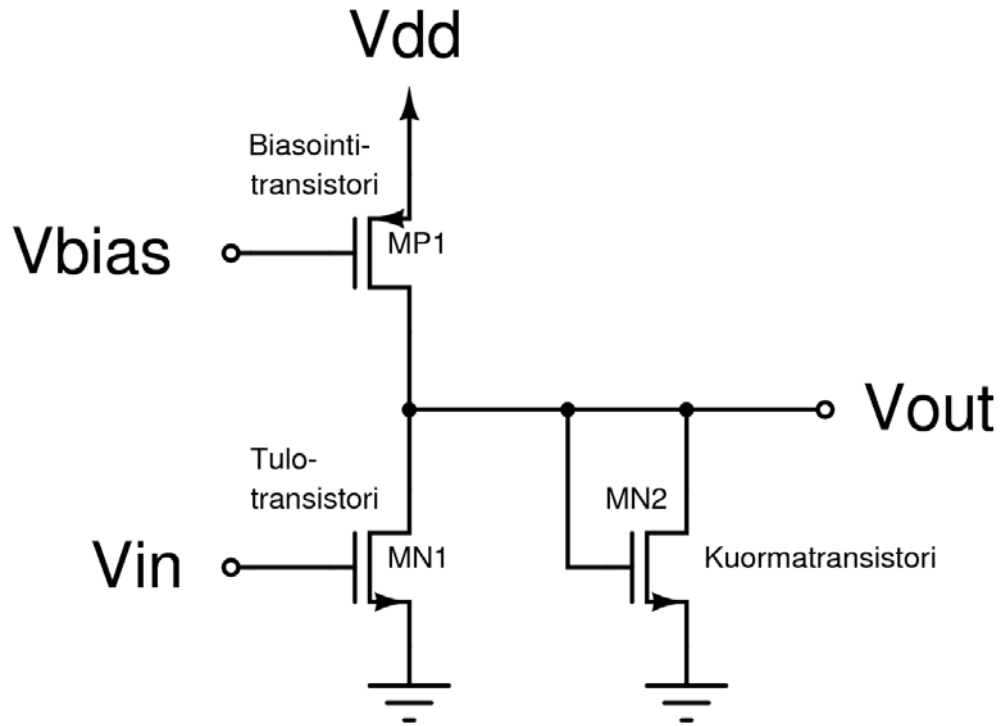 Vdd
Biasointi-
transistori
Vbias
MP1
Vout
Tulo-
transistori
MN2
Vin
MN1
Kuormatransistori